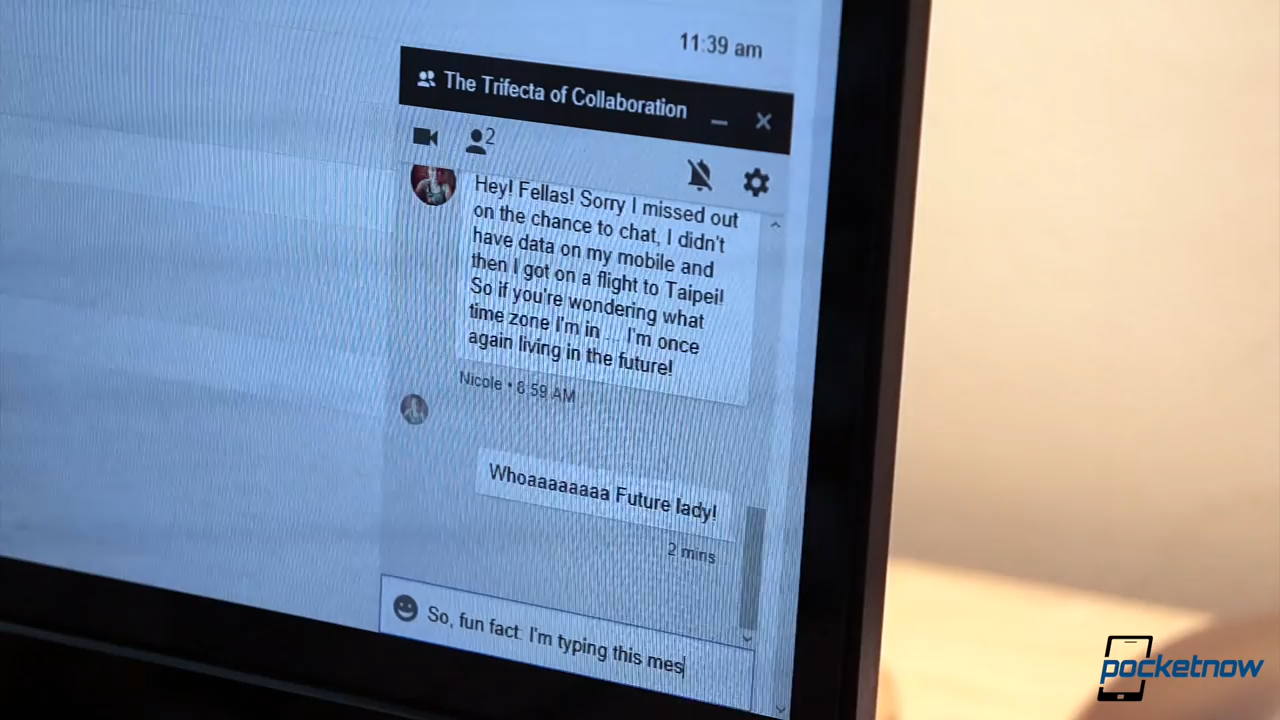 11:39 am
The Trifecta of Collaboration
2
Hey! Fellas! Sorry I missed out
on the chance to chat, I didn't
have data on my mobile and
then I got on a flight to Taipei!
So if you're wondering what
time zone I'm in ... I'm once
again living in the future!
Nicole • 8:59 AM
Whoaaaaaaaa Future lady!
2 mins
So, fun fact: I'm typing this mes
pocketnow